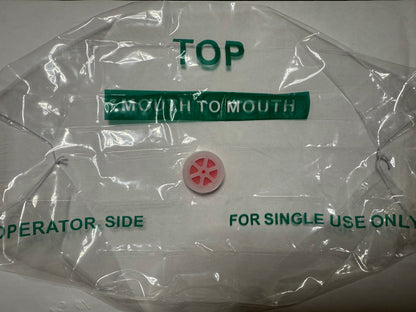 TOP
MOUTH TO MOUTH
OPERATOR SIDE
FOR SINGLE USE ONLY